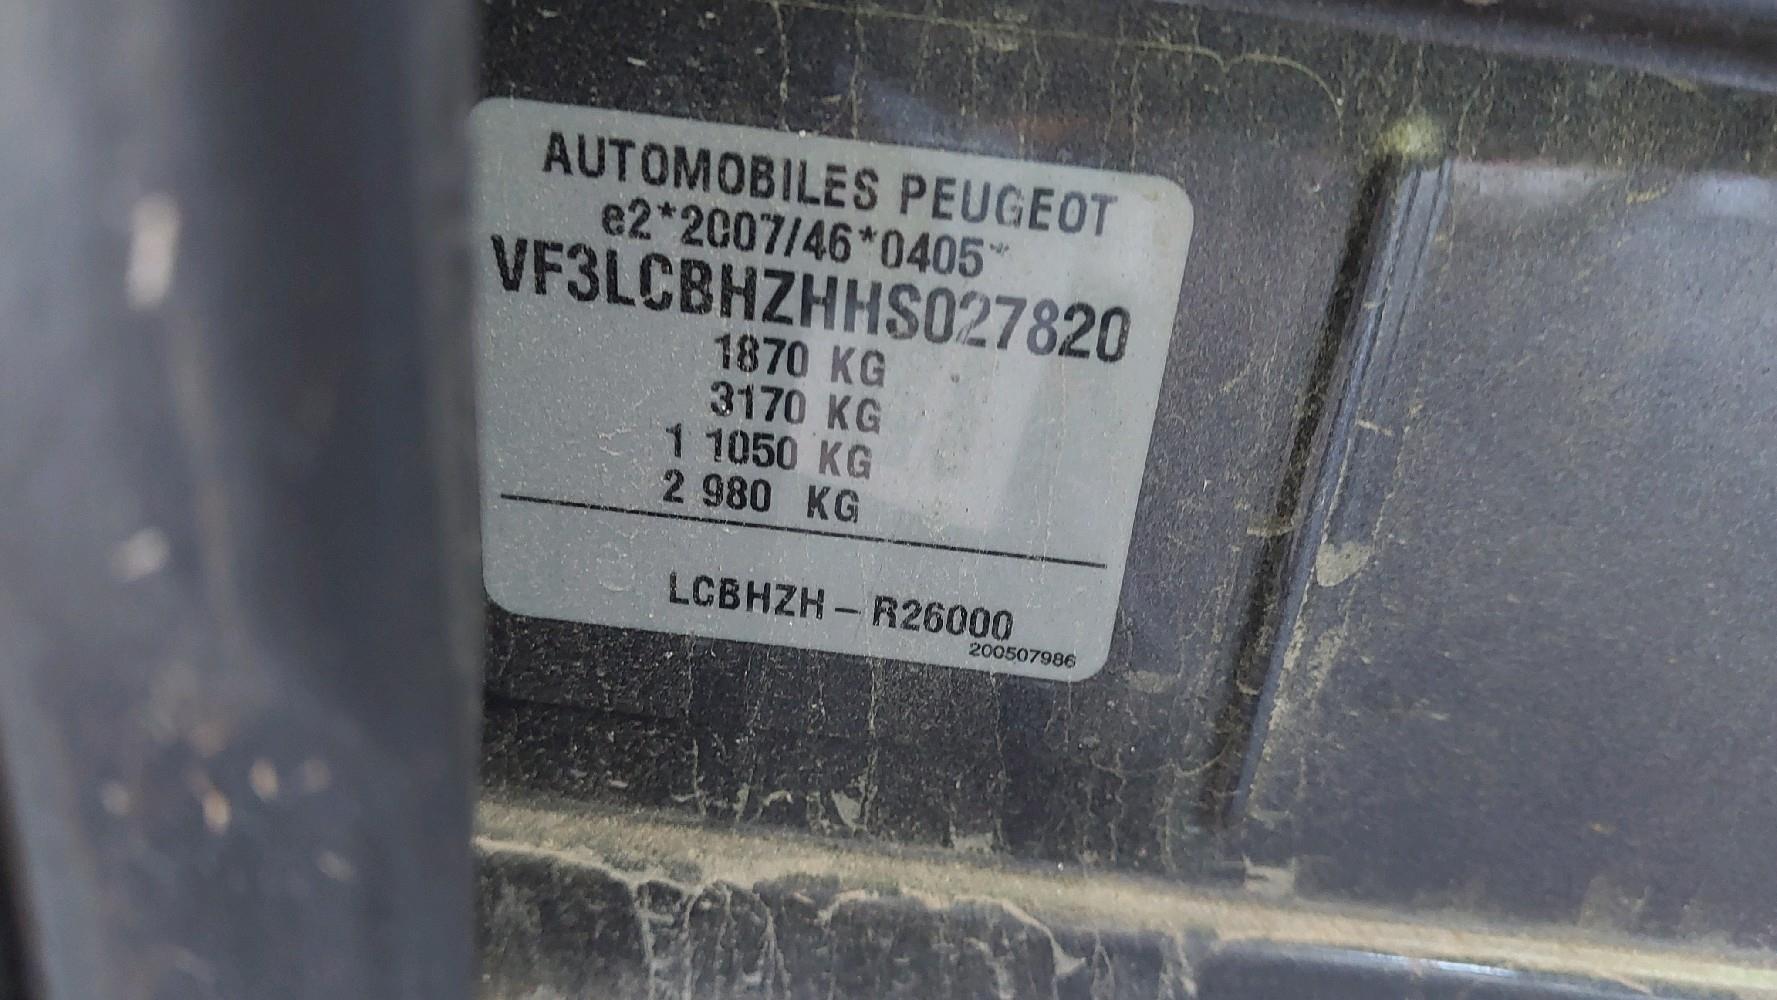 AUTOMOBILES PEUGEOT
e2*2007/46*0405*
VF3LCBHZHHS027820
1870 KG
3170 KG
1 1050 KG
2 980 KG
LCBHZH – R26000
200507986